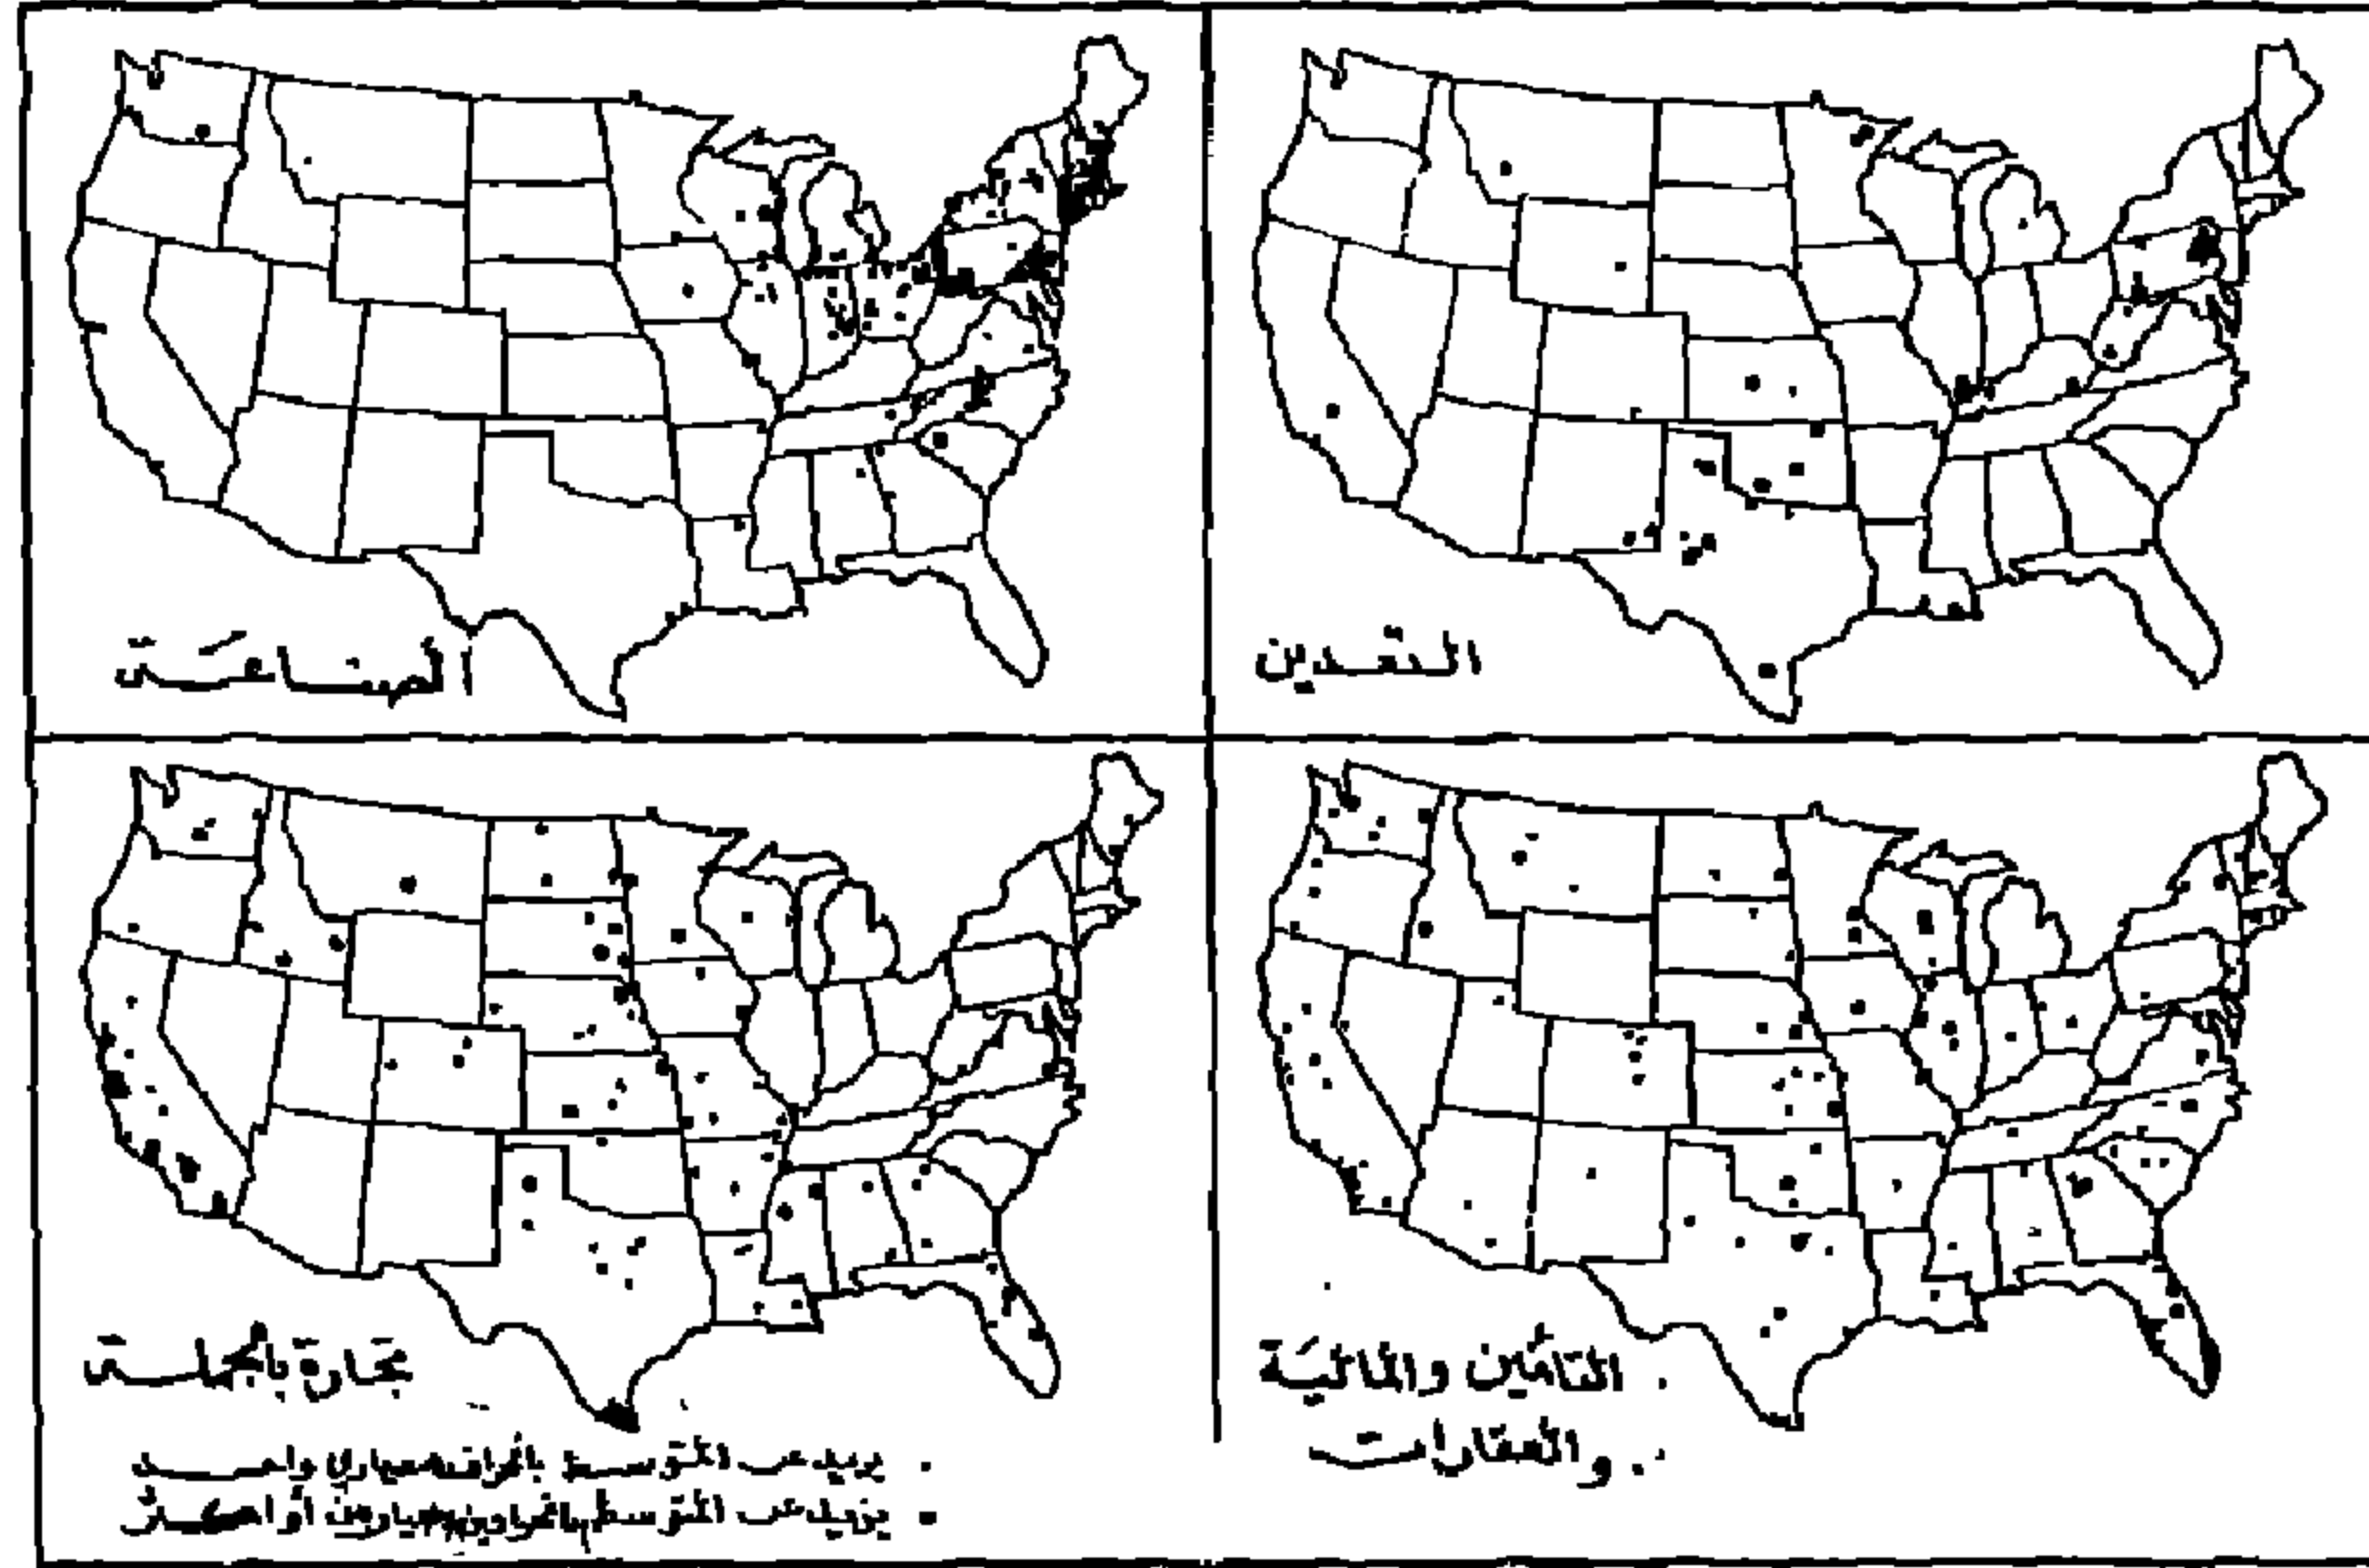 الصناعة
التعدين
تجارة بالجملة
التأمين والمالية
والعقارات
. يزيد عن المتوسط بانحراف معياري واحد
▪ يزيد عن المتوسط بانحرافين معياريين أو أكثر